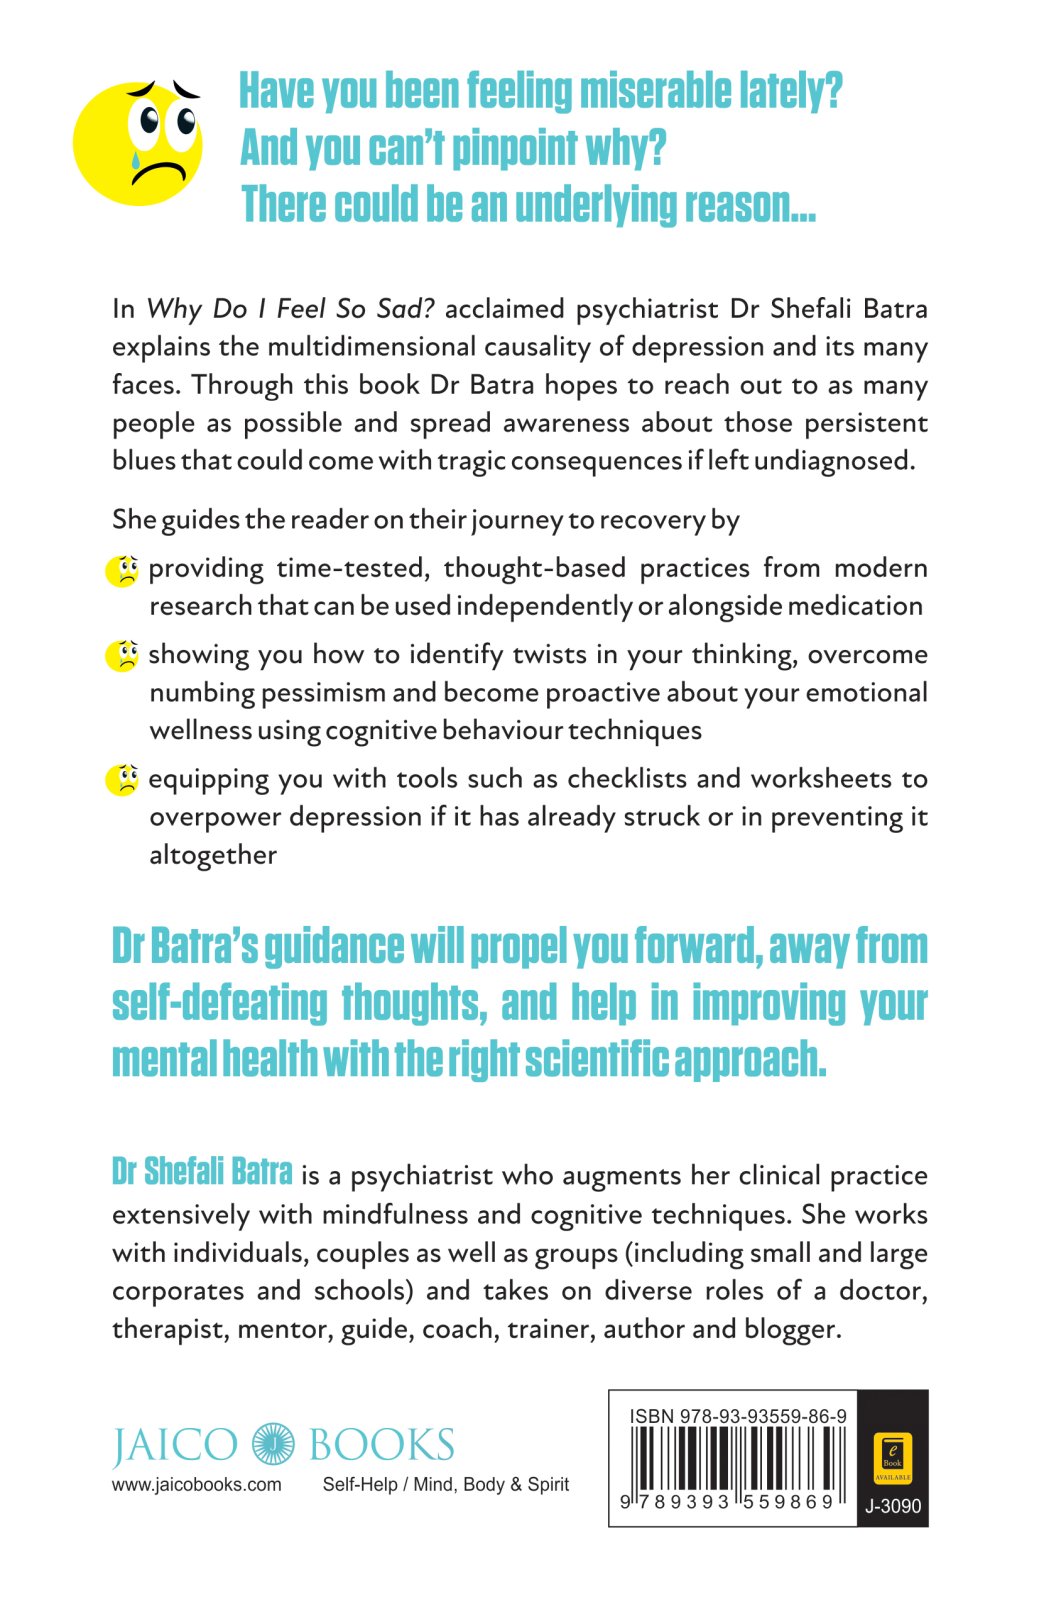 Have you been feeling miserable lately?
And you can't pinpoint why?
There could be an underlying reason...
In Why Do I Feel So Sad? acclaimed psychiatrist Dr Shefali Batra
explains the multidimensional causality of depression and its many
faces. Through this book Dr Batra hopes to reach out to as many
people as possible and spread awareness about those persistent
blues that could come with tragic consequences if left undiagnosed.
She guides the reader on their journey to recovery by
providing time-tested, thought-based practices from modern
research that can be used independently or alongside medication
showing you how to identify twists in your thinking, overcome
numbing pessimism and become proactive about your emotional
wellness using cognitive behaviour techniques
equipping you with tools such as checklists and worksheets to
overpower depression if it has already struck or in preventing it
altogether
Dr Batra's guidance will propel you forward, away from
self-defeating thoughts, and help in improving your
mental health with the right scientific approach.
Dr Shefali Batra is a psychiatrist who augments her clinical practice
extensively with mindfulness and cognitive techniques. She works
with individuals, couples as well as groups (including small and large
corporates and schools) and takes on diverse roles of a doctor,
therapist, mentor, guide, coach, trainer, author and blogger.
JAICO J BOOKS
www.jaicobooks.com Self-Help / Mind, Body & Spirit
ISBN 978-93-93559-86-9
9 789393 559869
e
Book
AVAILABLE
J-3090